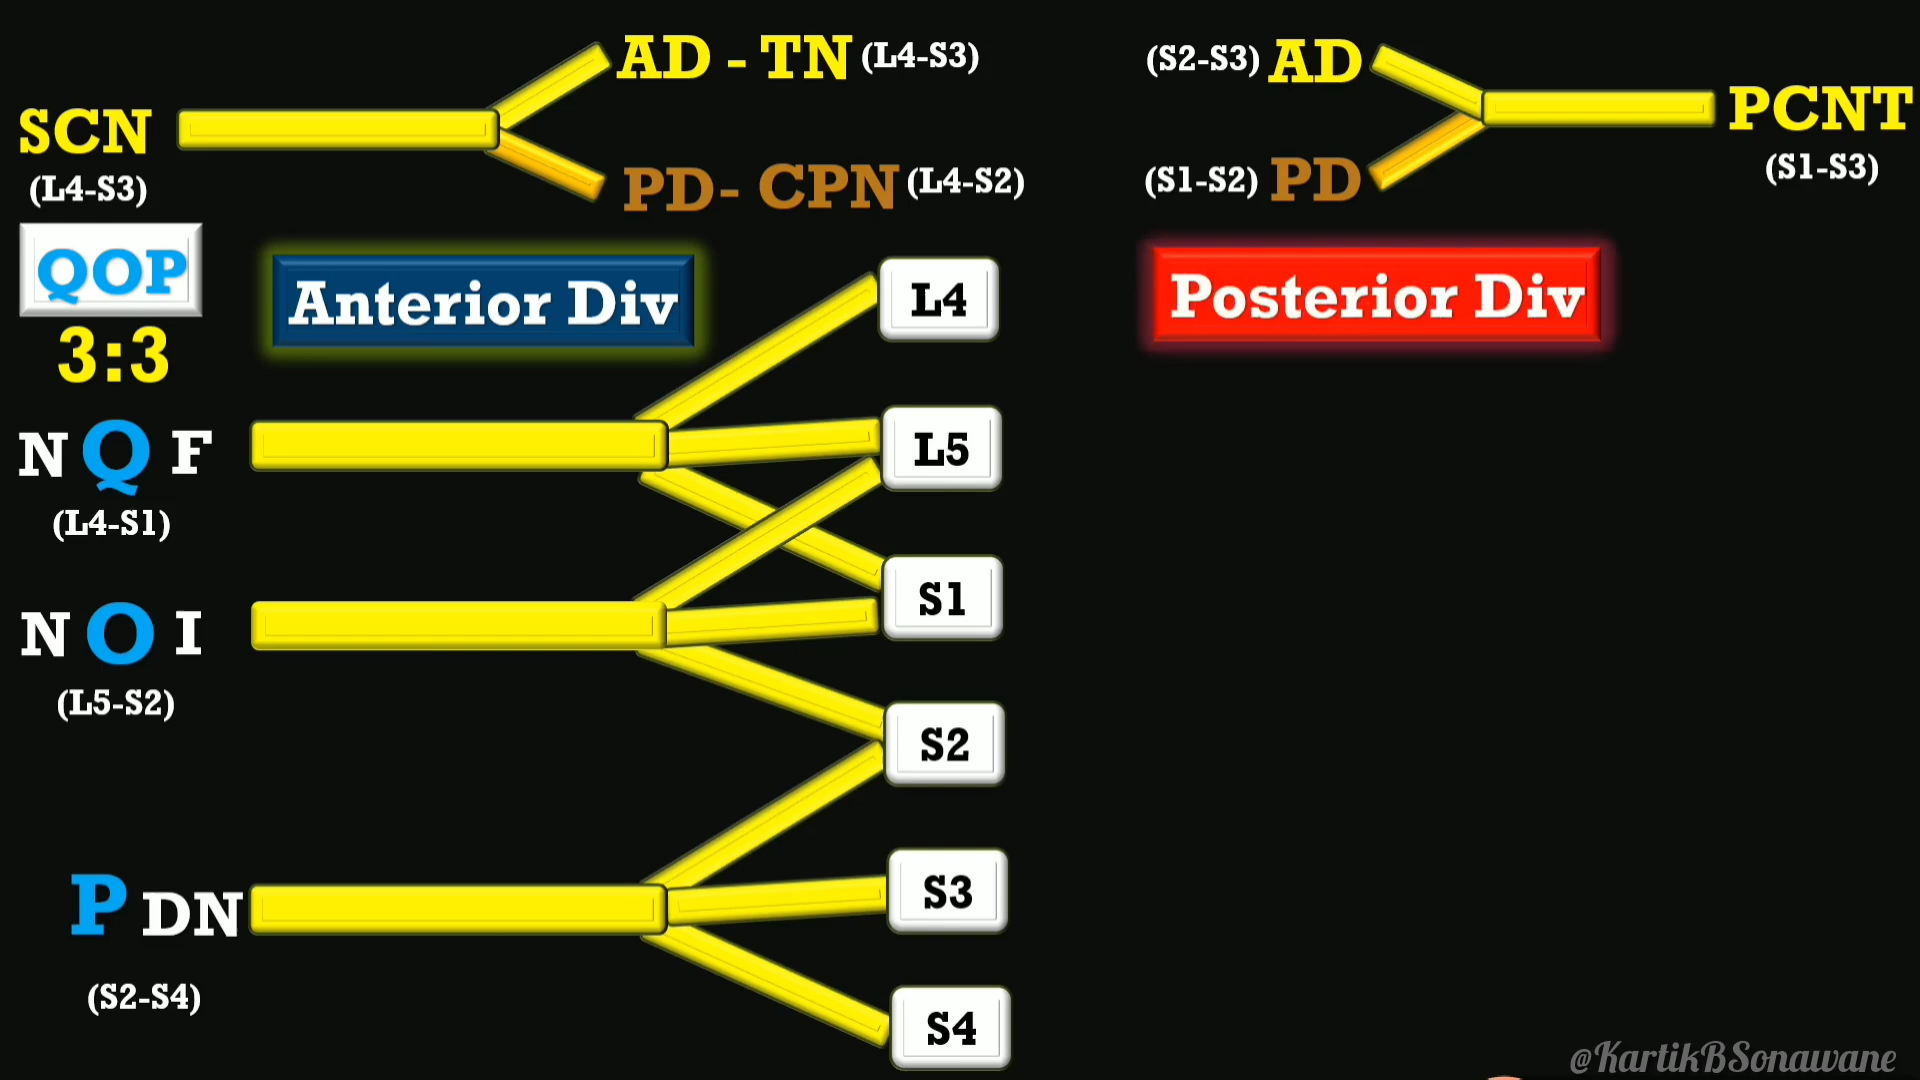 AD - TN (L4-S3)
SCN
(L4-S3)
PD- CPN (L4-S2)
(S2-S3) AD
PCNT
(S1-S3)
(S1-S2) PD
QOP
3:3
Anterior Div
Posterior Div
L4
N Q F
(L4-S1)
L5
S1
N O I
(L5-S2)
S2
P DN
(S2-S4)
S3
S4
@KartikBSonawane